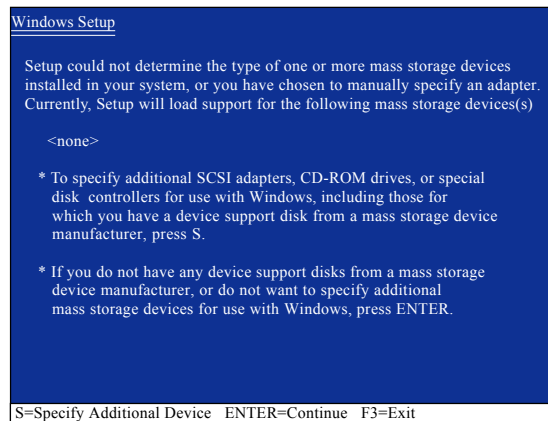 Windows Setup
Setup could not determine the type of one or more mass storage devices
installed in your system, or you have chosen to manually specify an adapter.
Currently, Setup will load support for the following mass storage devices(s)
<none>
* To specify additional SCSI adapters, CD-ROM drives, or special
disk controllers for use with Windows, including those for
which you have a device support disk from a mass storage device
manufacturer, press S.
* If you do not have any device support disks from a mass storage
device manufacturer, or do not want to specify additional
mass storage devices for use with Windows, press ENTER.
S=Specify Additional Device ENTER=Continue F3=Exit